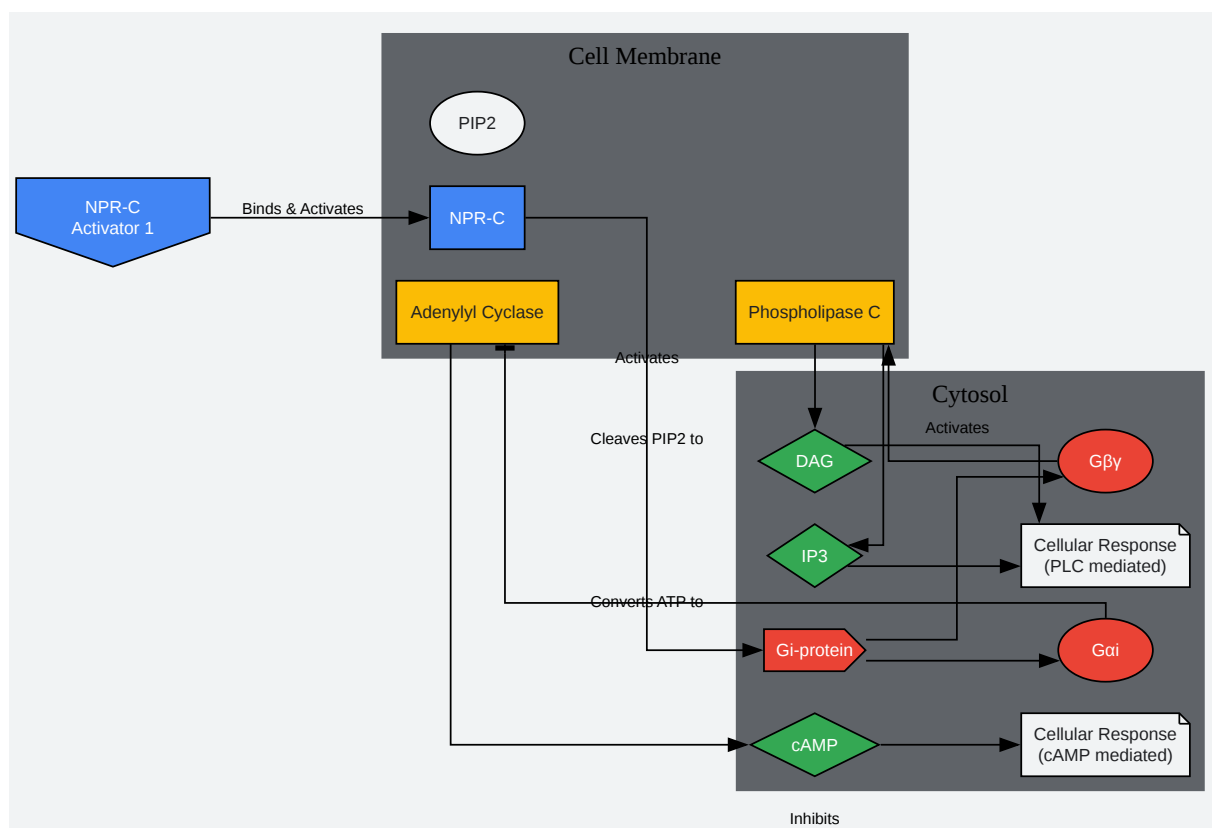 Cell Membrane
PIP2
NPR-C
Activator 1
Binds & Activates
NPR-C
Adenylyl Cyclase
Phospholipase C
Activates
Cytosol
Activates
Cleaves PIP2 to
DAG
Gβγ
IP3
Cellular Response
(PLC mediated)
Converts ATP to
Gi-protein
Gαi
cAMP
Cellular Response
(cAMP mediated)
Inhibits